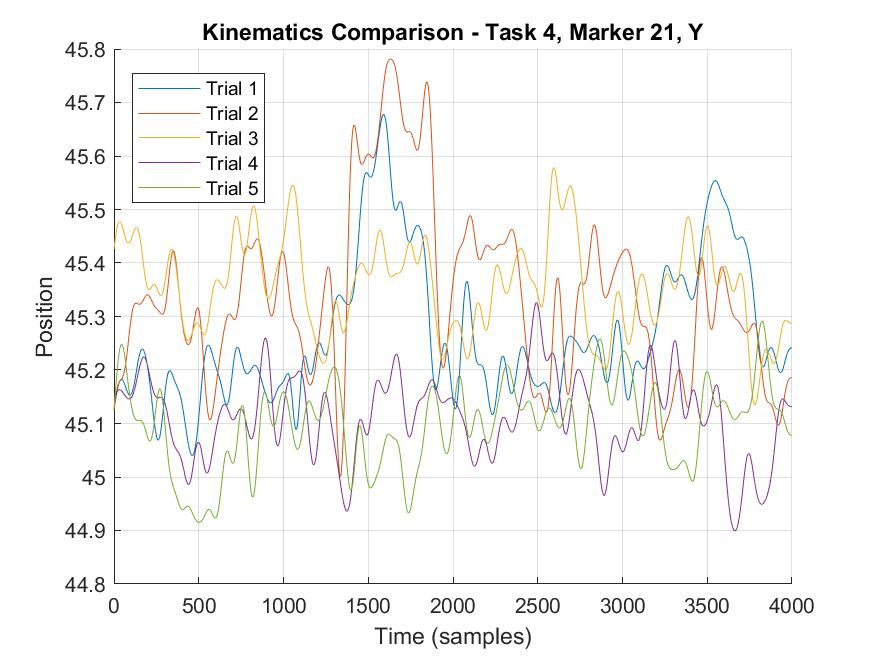 Kinematics Comparison - Task 4, Marker 21, Y
45.8
45.7
45.6
45.5
45.4
45.3
45.2
45.1
45
44.9
44.8
Position
Trial 1
Trial 2
Trial 3
Trial 4
Trial 5
0 500 1000 1500 2000 2500 3000 3500 4000
Time (samples)